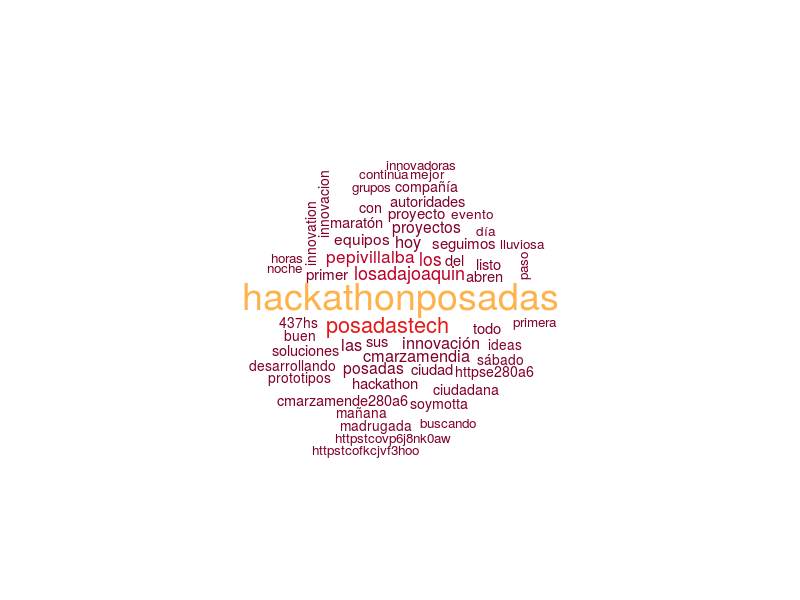 innovadoras
continúa mejor
grupos compañía
innovation
innovacion
autoridades
con proyecto evento
maratón proyectos día
equipos hoy seguimos lluviosa
horas pepivillalba los del listo paso
noche primer losadajoaquin abren
hackathonposadas
437hs posadastech todo primera
buen las sus innovación ideas
soluciones cmarzamendia sábado
desarrollando posadas ciudad httpse280a6
prototipos hackathon ciudadana
cmarzamende280a6 soymotta
mañana
madrugada buscando
httpstcovp6j8nk0aw
httpstcofkcjvf3hoo